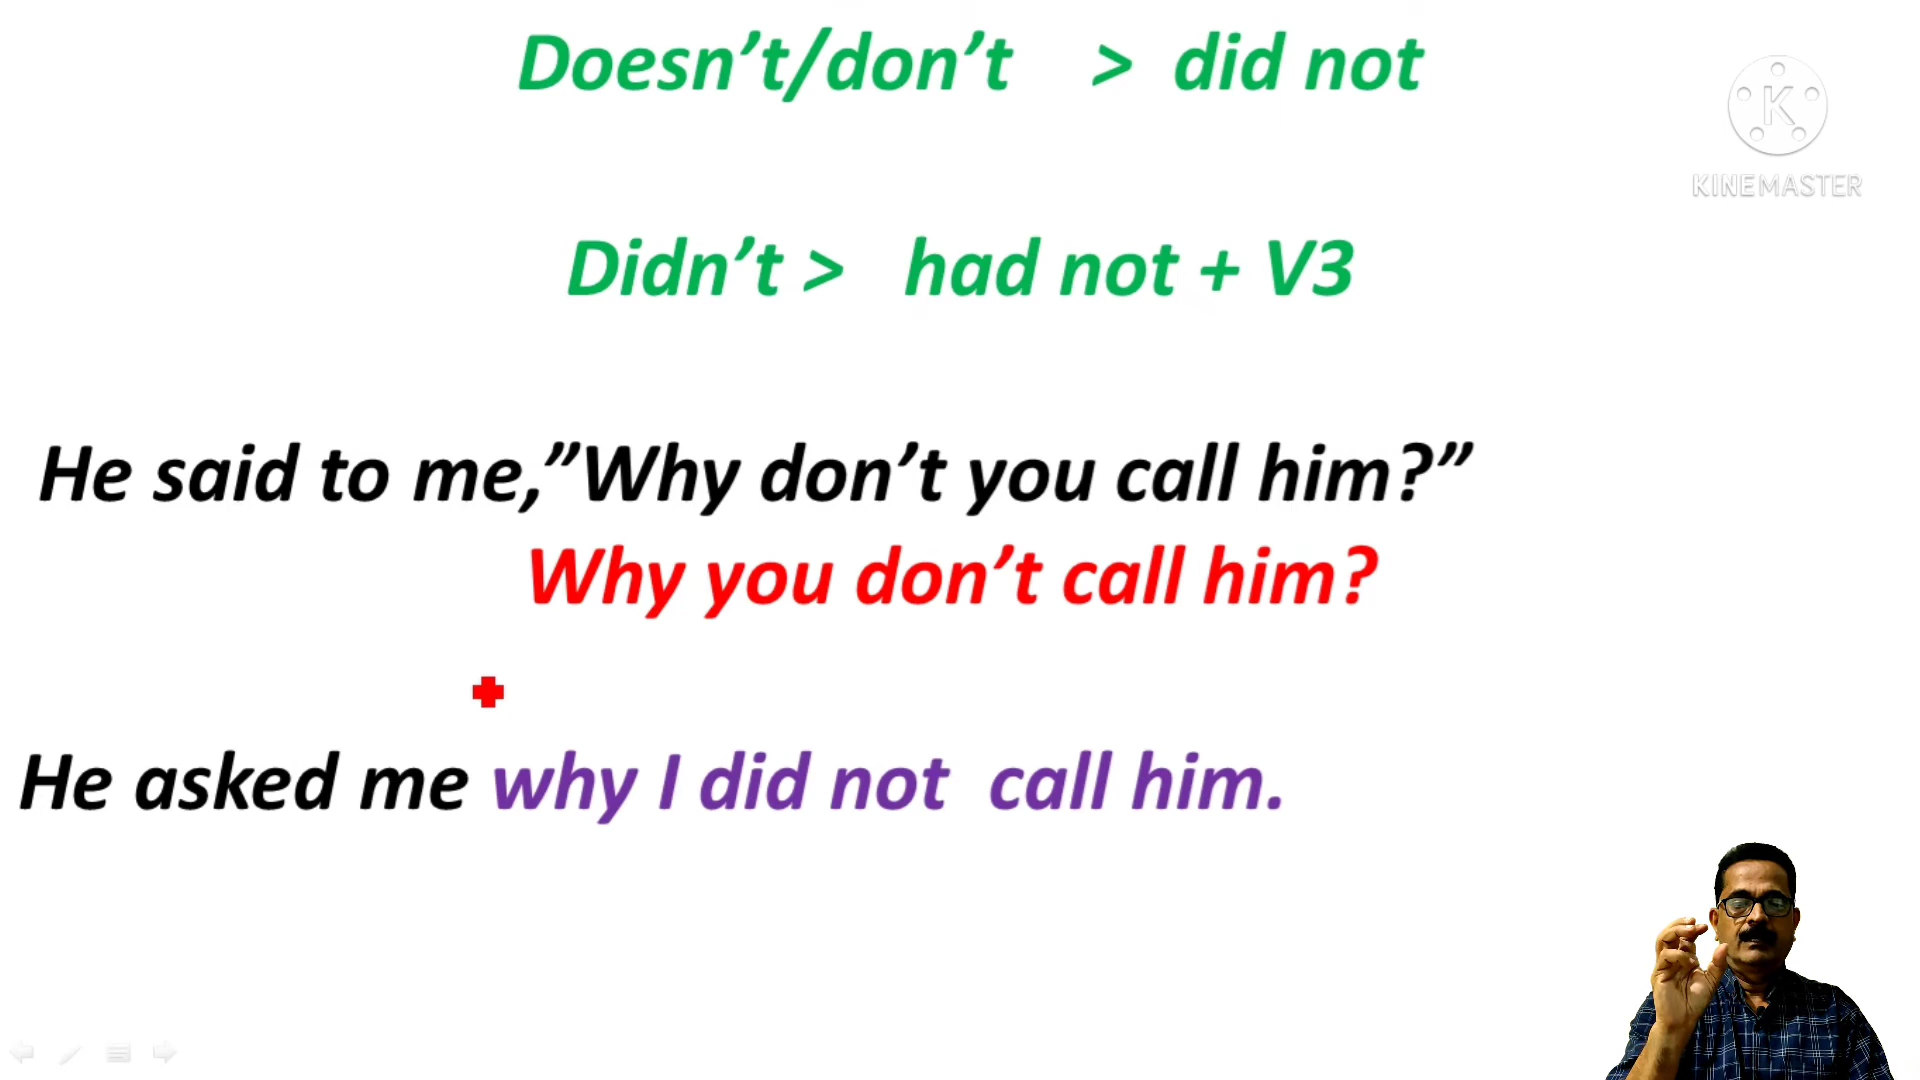 Doesn’t/don’t > did not
KINEMASTER
Didn’t > had not + V3
He said to me,”Why don’t you call him?”
Why you don’t call him?
He asked me why I did not call him.